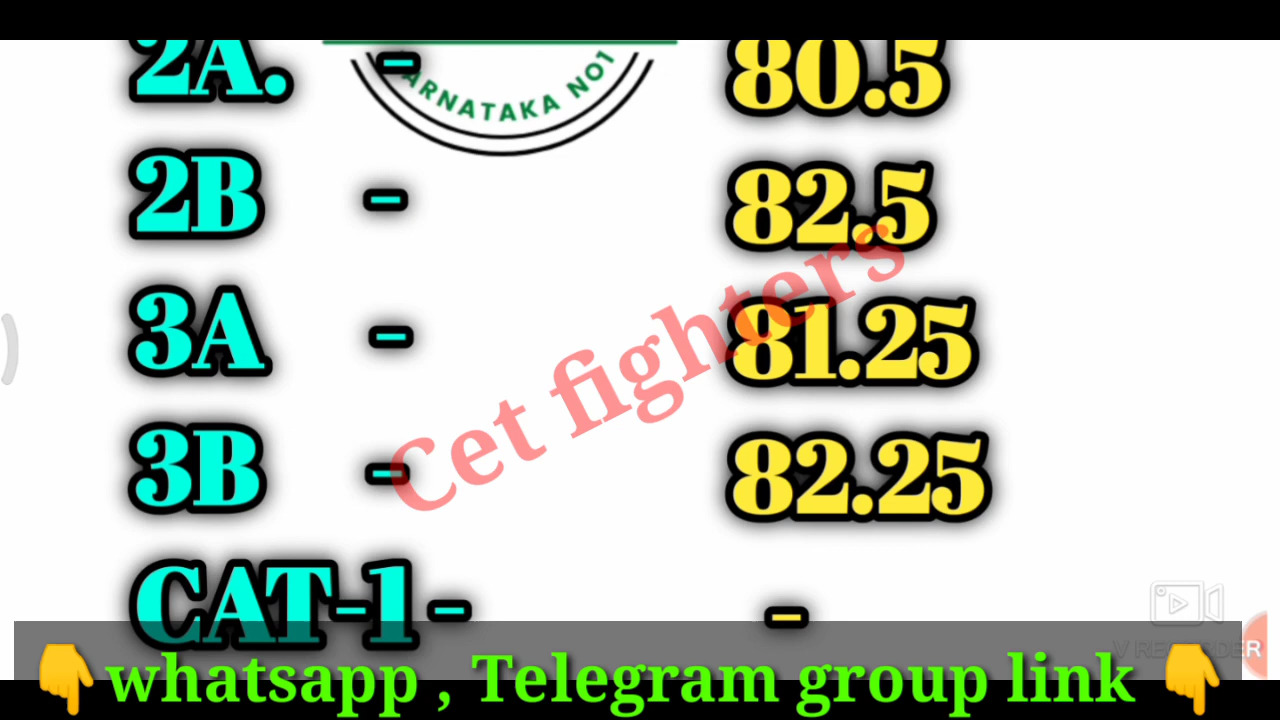 2A. - 80.5
ARNATAKA NO1
2B - 82.5
3A - 81.25
3B - 82.25
Cet fighters
CAT-1 - -
V RECORDER
👇whatsapp , Telegram group link 👇